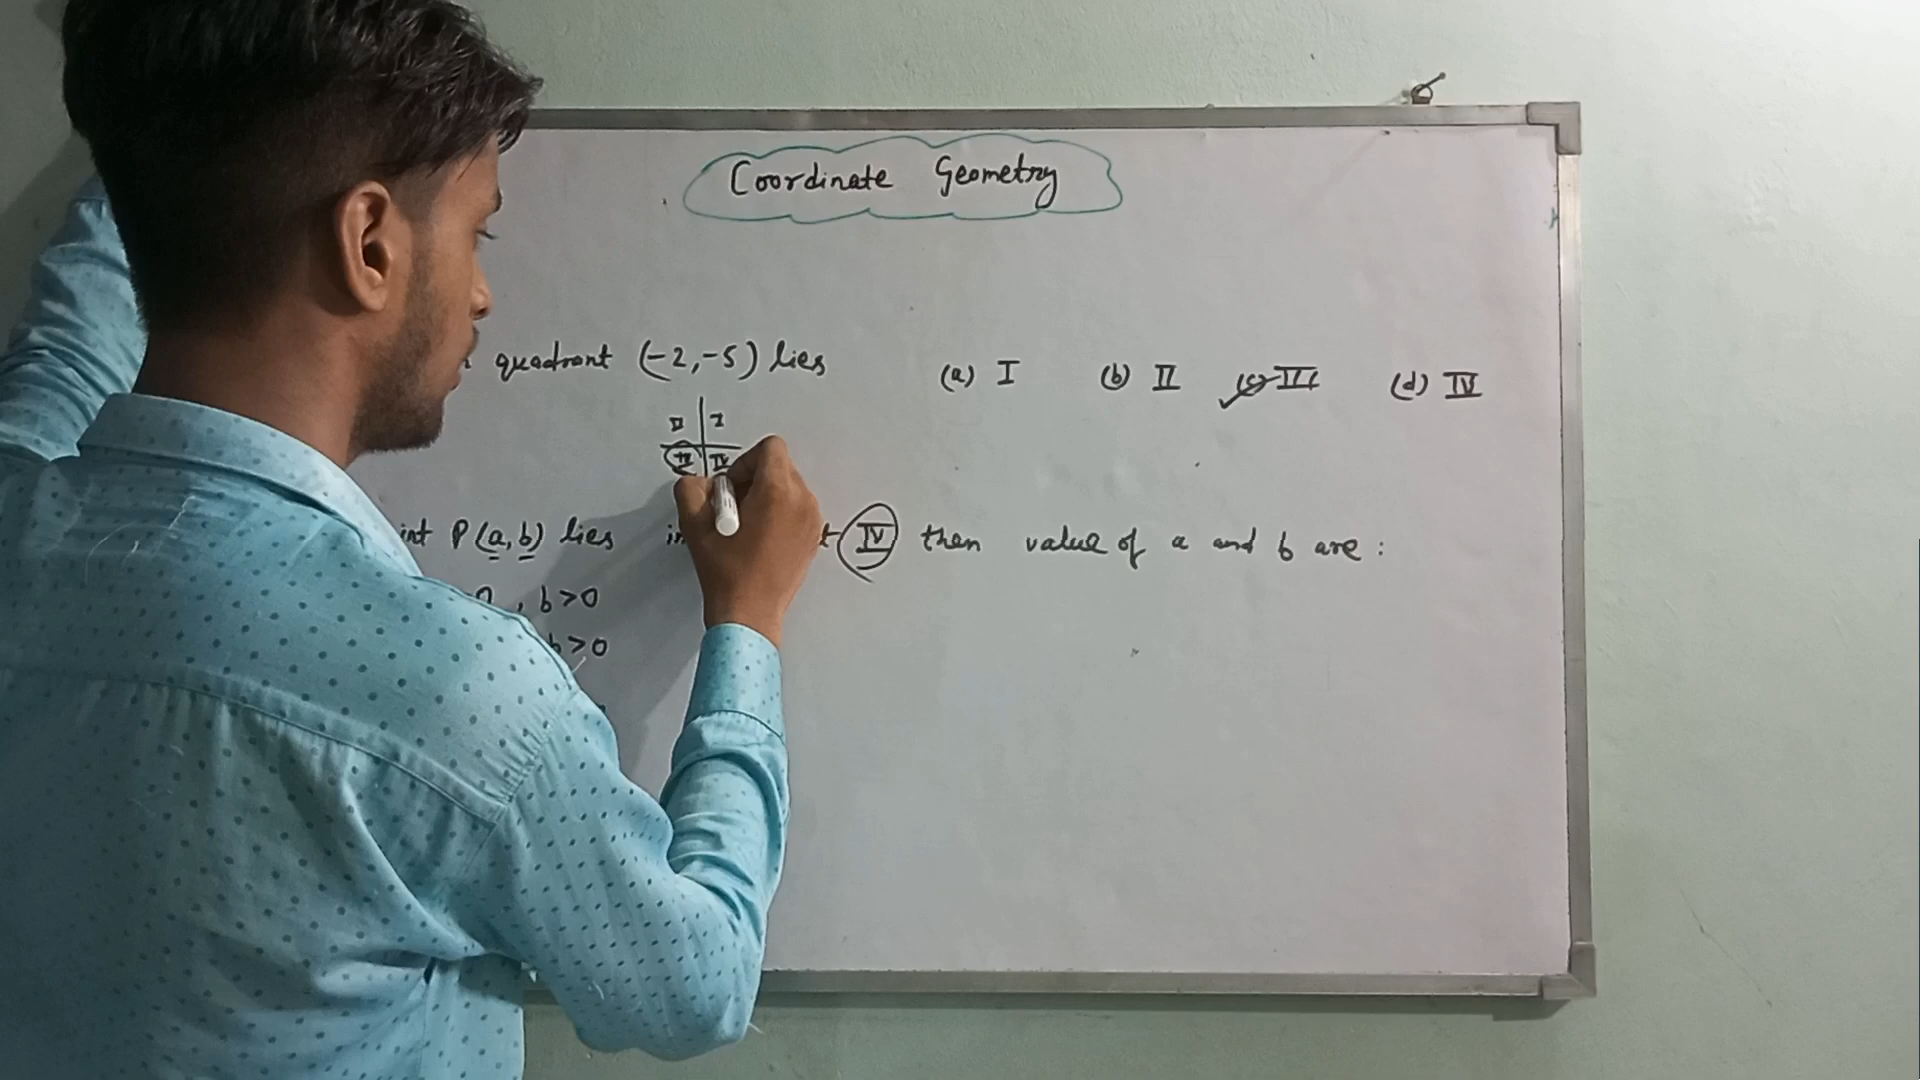 Coordinate Geometry
quadrant (-2,-5) lies (a) I (b) II (c) III (d) IV
II I
III IV
P(a,b) lies IV then value of a and b are :
, b>0
b>0